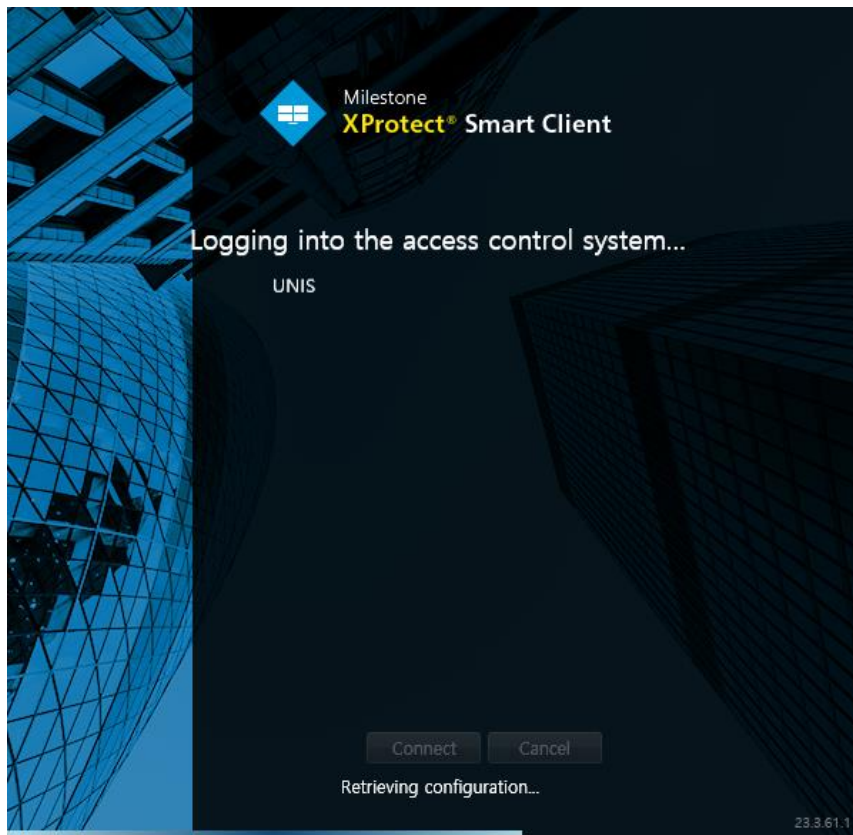 Milestone
XProtect® Smart Client
Logging into the access control system...
UNIS
Connect Cancel
Retrieving configuration...
23.3.61.1